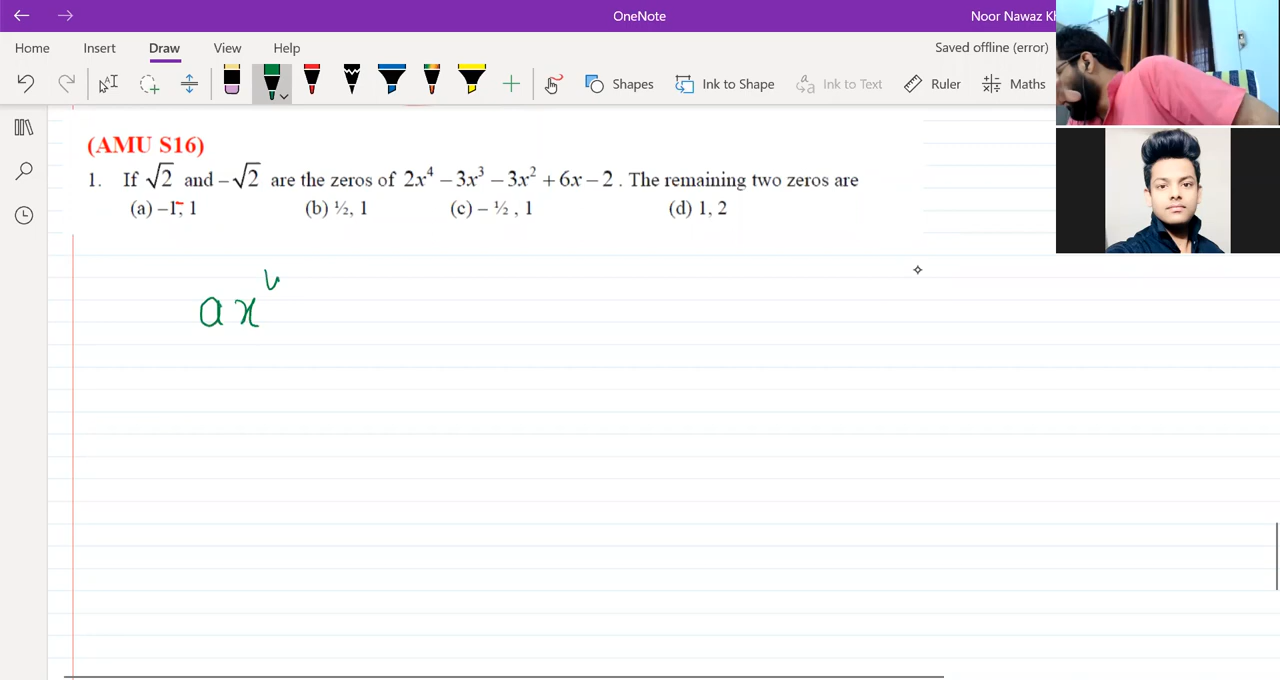 OneNote
Noor Nawaz Kh
Home Insert Draw View Help
Saved offline (error)
Shapes Ink to Shape Ink to Text Ruler Maths
(AMU S16)
1. If √2 and –√2 are the zeros of 2x⁴ – 3x³ – 3x² + 6x – 2 . The remaining two zeros are
(a) –1, 1 (b) ½, 1 (c) – ½ , 1 (d) 1, 2
a x⁴